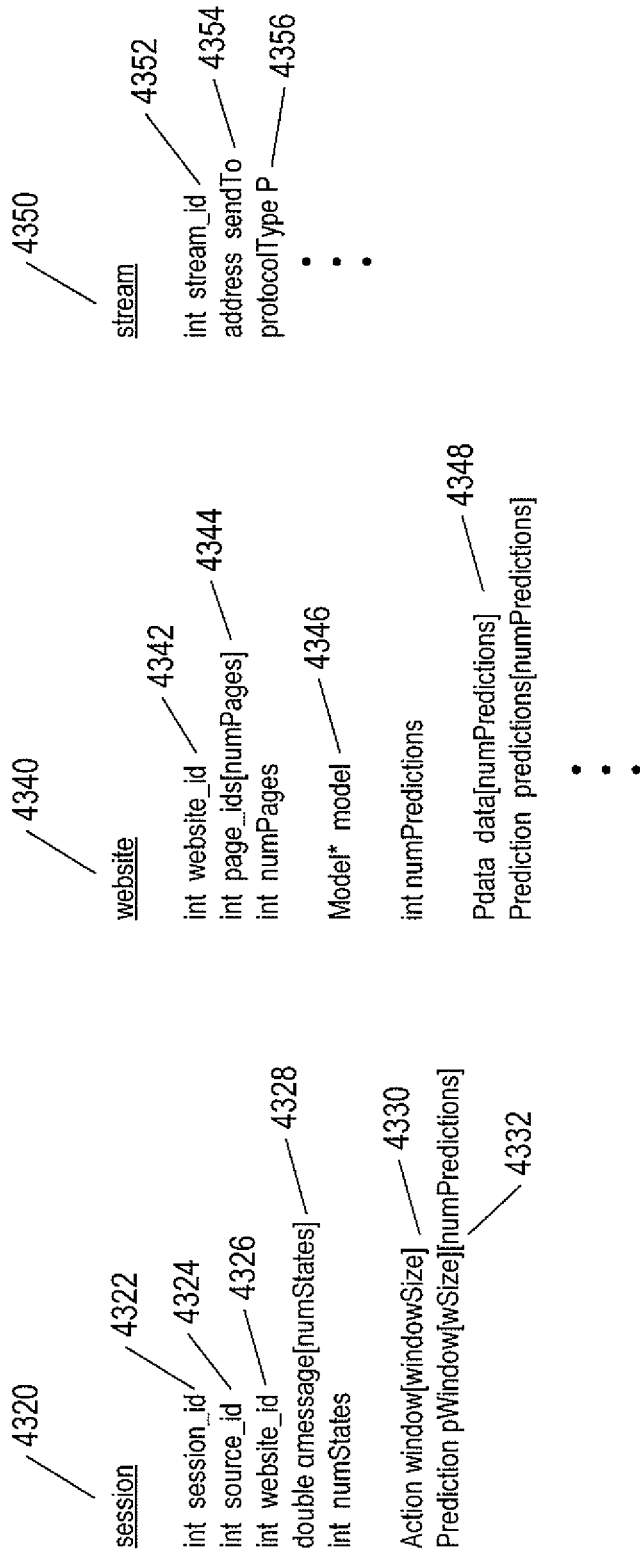 4320
session
int session_id 4322
int source_id 4324
int website_id 4326
double αmessage[numStates] 4328
int numStates
Action window[windowSize] 4330
Prediction pWindow[wSize][numPredictions]
4332
4340
website
int website_id 4342
int page_ids[numPages] 4344
int numPages
Model* model 4346
int numPredictions
Pdata data[numPredictions] 4348
Prediction predictions[numPredictions]
4350
stream
int stream_id 4352
address sendTo 4354
protocolType P 4356